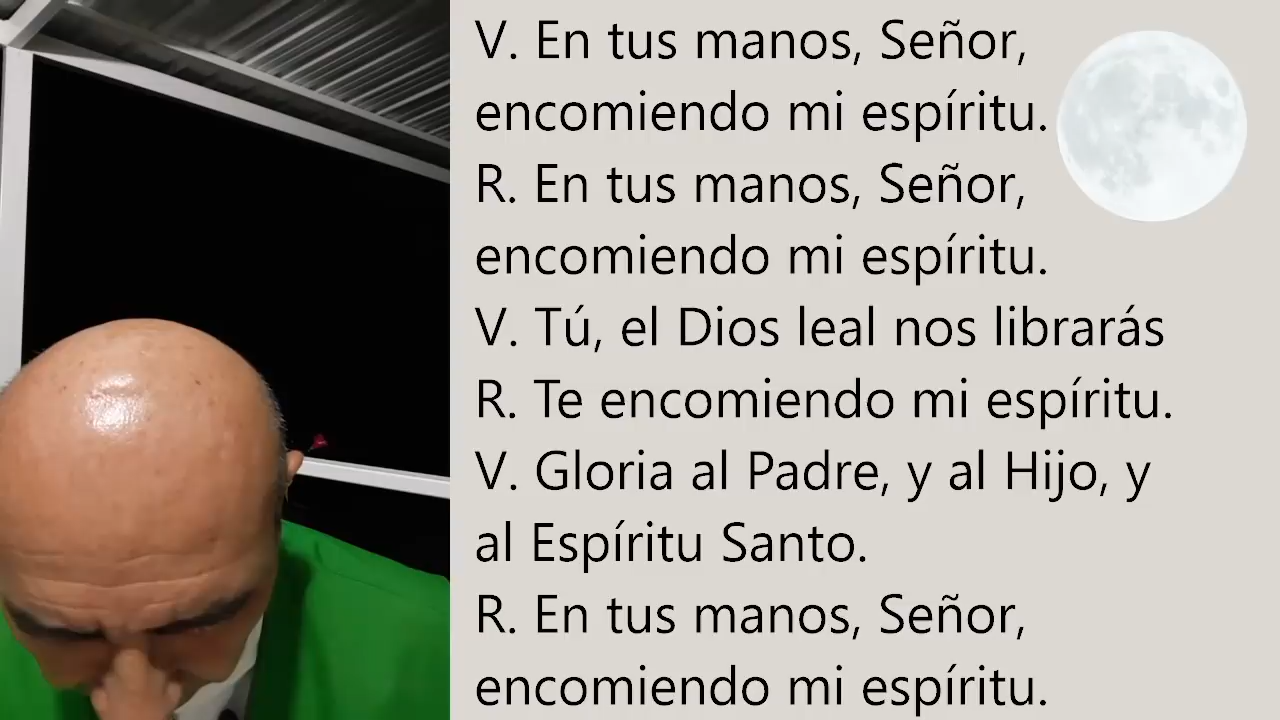 V. En tus manos, Señor,
encomiendo mi espíritu.
R. En tus manos, Señor,
encomiendo mi espíritu.
V. Tú, el Dios leal nos librarás
R. Te encomiendo mi espíritu.
V. Gloria al Padre, y al Hijo, y
al Espíritu Santo.
R. En tus manos, Señor,
encomiendo mi espíritu.